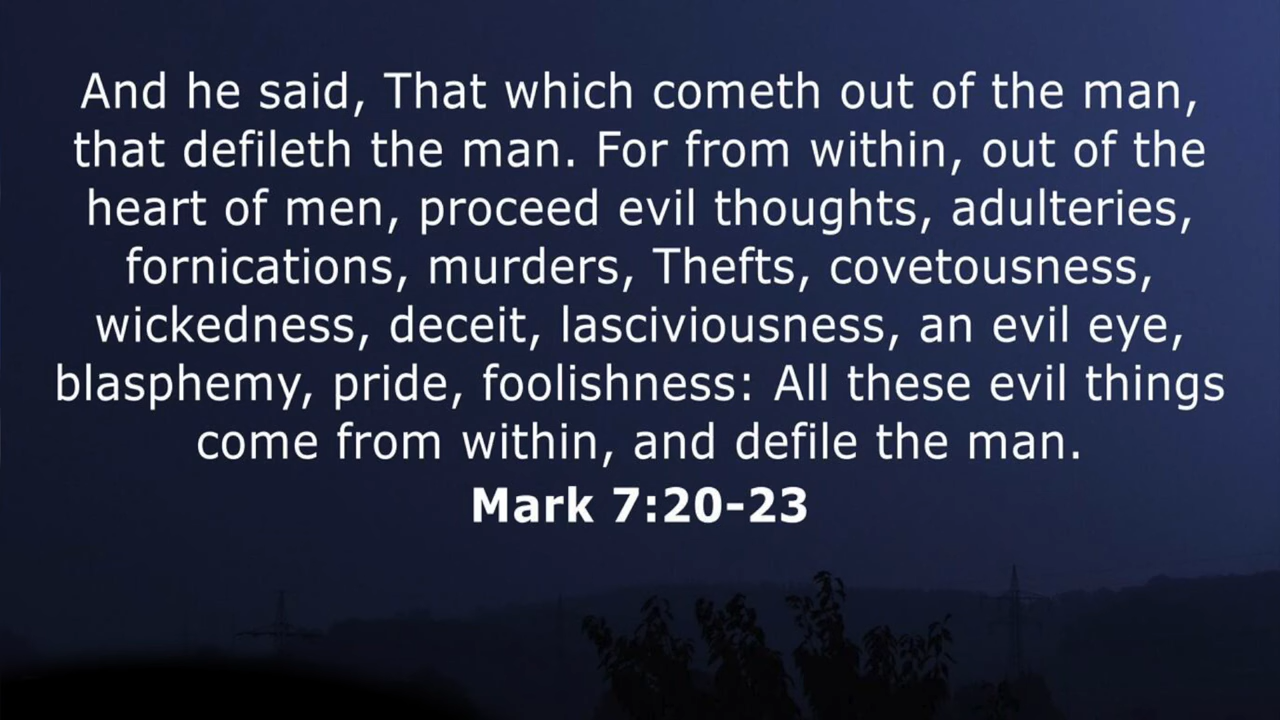 And he said, That which cometh out of the man,
that defileth the man. For from within, out of the
heart of men, proceed evil thoughts, adulteries,
fornications, murders, Thefts, covetousness,
wickedness, deceit, lasciviousness, an evil eye,
blasphemy, pride, foolishness: All these evil things
come from within, and defile the man.
Mark 7:20-23